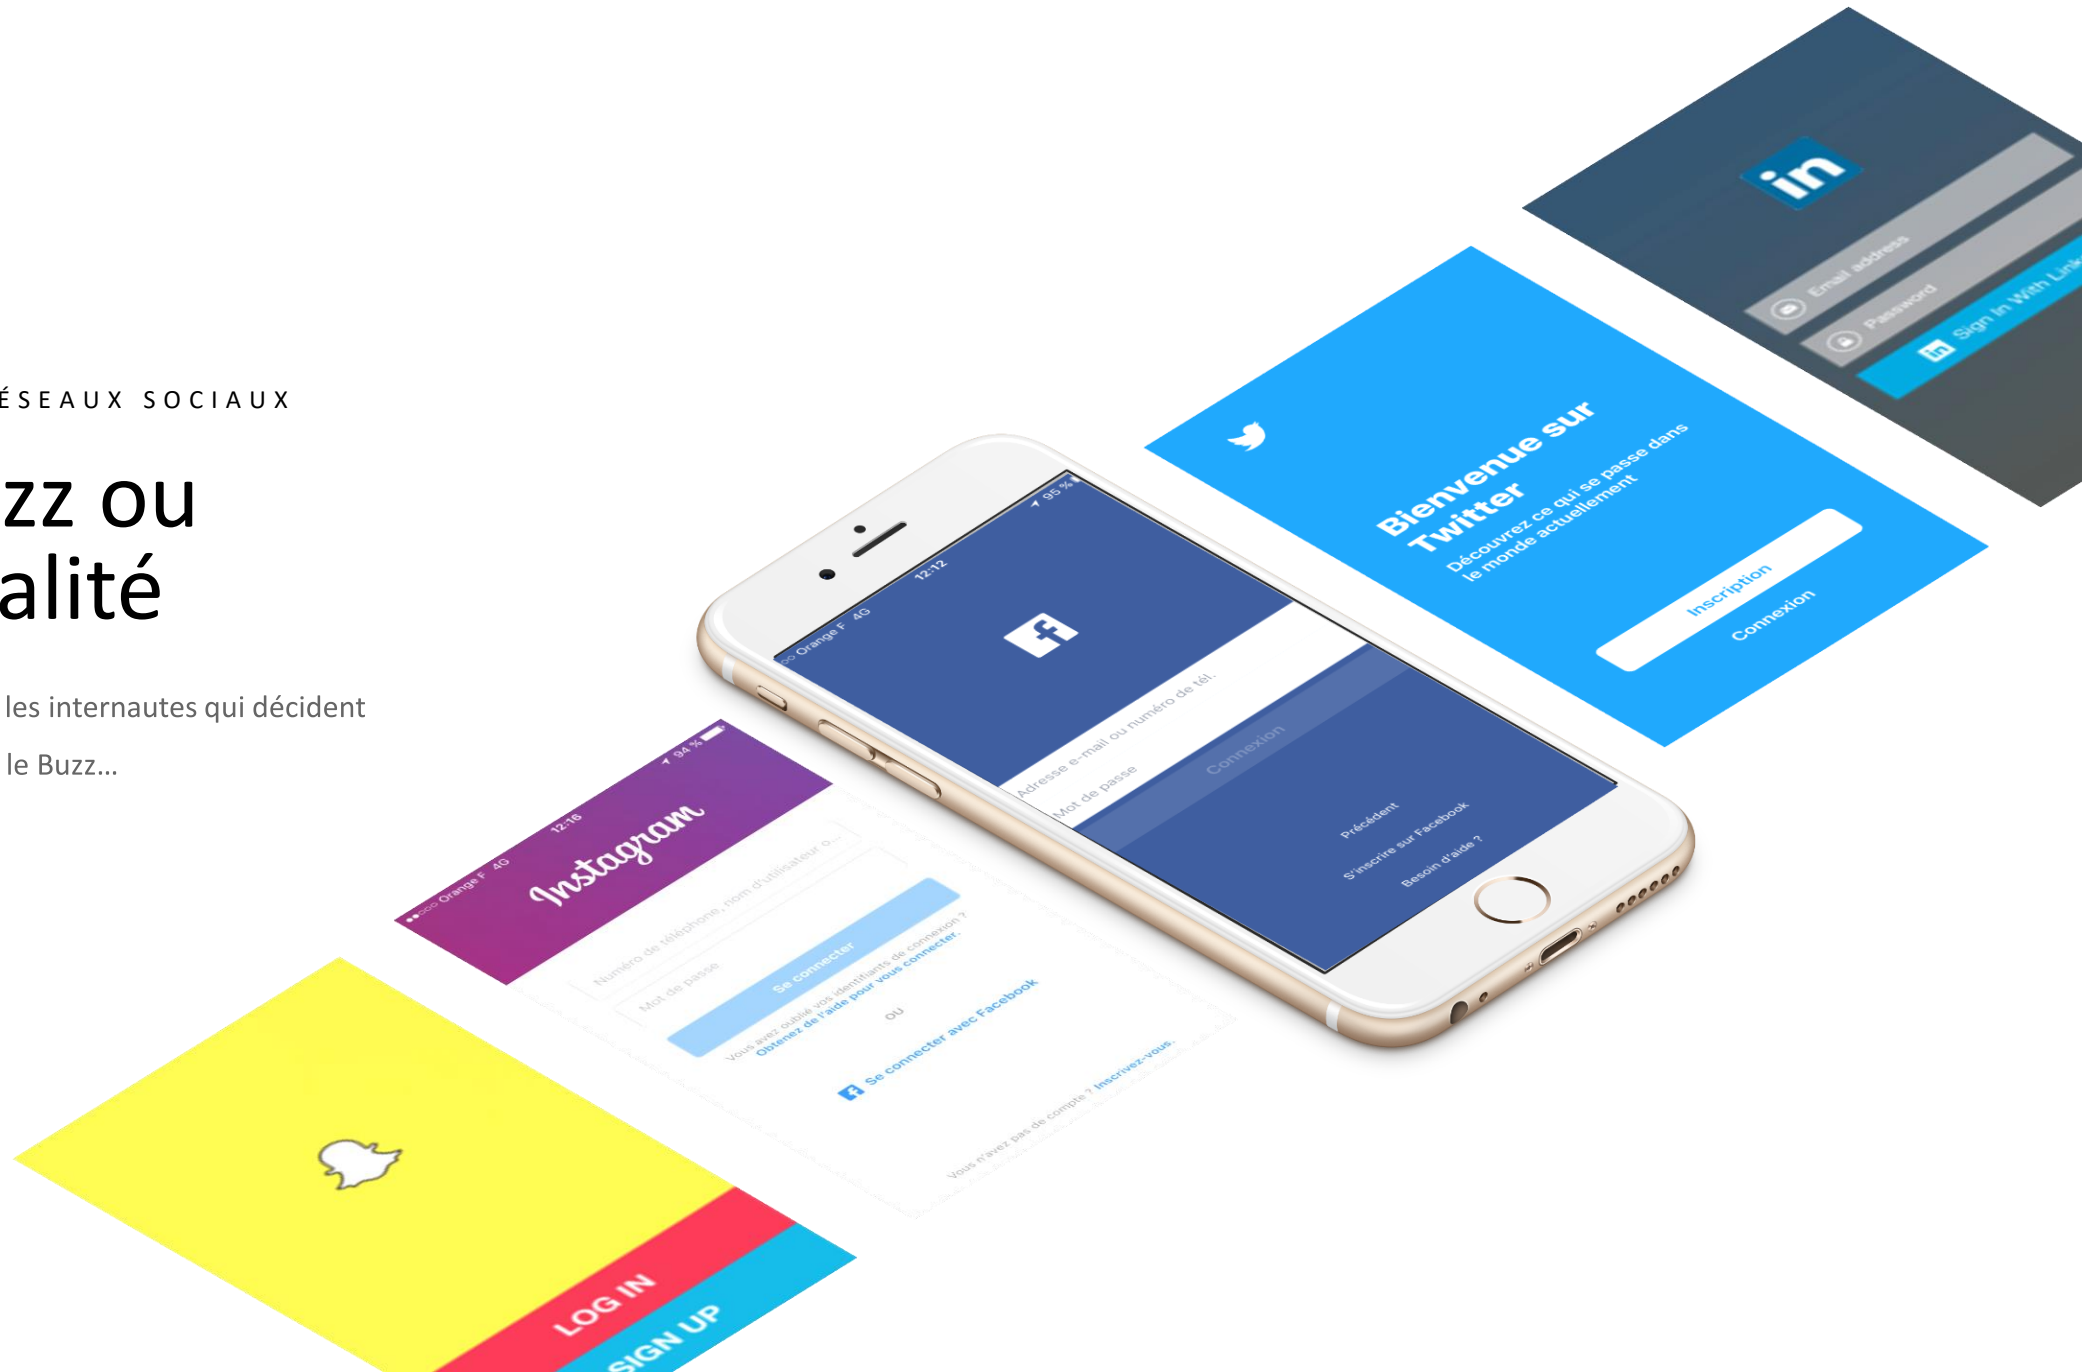 ÉSEAUX SOCIAUX
zz ou
alité
les internautes qui décident
le Buzz...
in
Email address
Password
in Sign In With Link
Bienvenue sur
Twitter
Découvrez ce qui se passe dans
le monde actuellement
Inscription
Connexion
Orange F 4G
12:12
95 %
f
Adresse e-mail ou numéro de tél.
Mot de passe
Connexion
Précédent
S'inscrire sur Facebook
Besoin d'aide ?
Orange F 4G
12:16
94 %
Instagram
Numéro de téléphone, nom d'utilisateur o...
Mot de passe
Se connecter
Vous avez oublié vos identifiants de connexion ?
Obtenez de l'aide pour vous connecter.
OU
f Se connecter avec Facebook
Vous n'avez pas de compte ? Inscrivez-vous.
LOG IN
SIGN UP